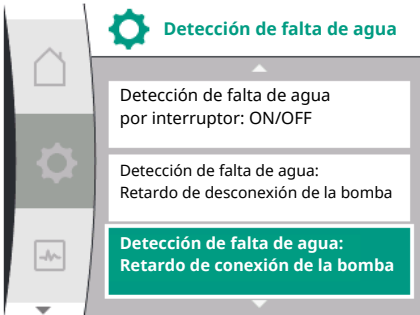 Detección de falta de agua
Detección de falta de agua
por interruptor: ON/OFF
Detección de falta de agua:
Retardo de desconexión de la bomba
Detección de falta de agua:
Retardo de conexión de la bomba